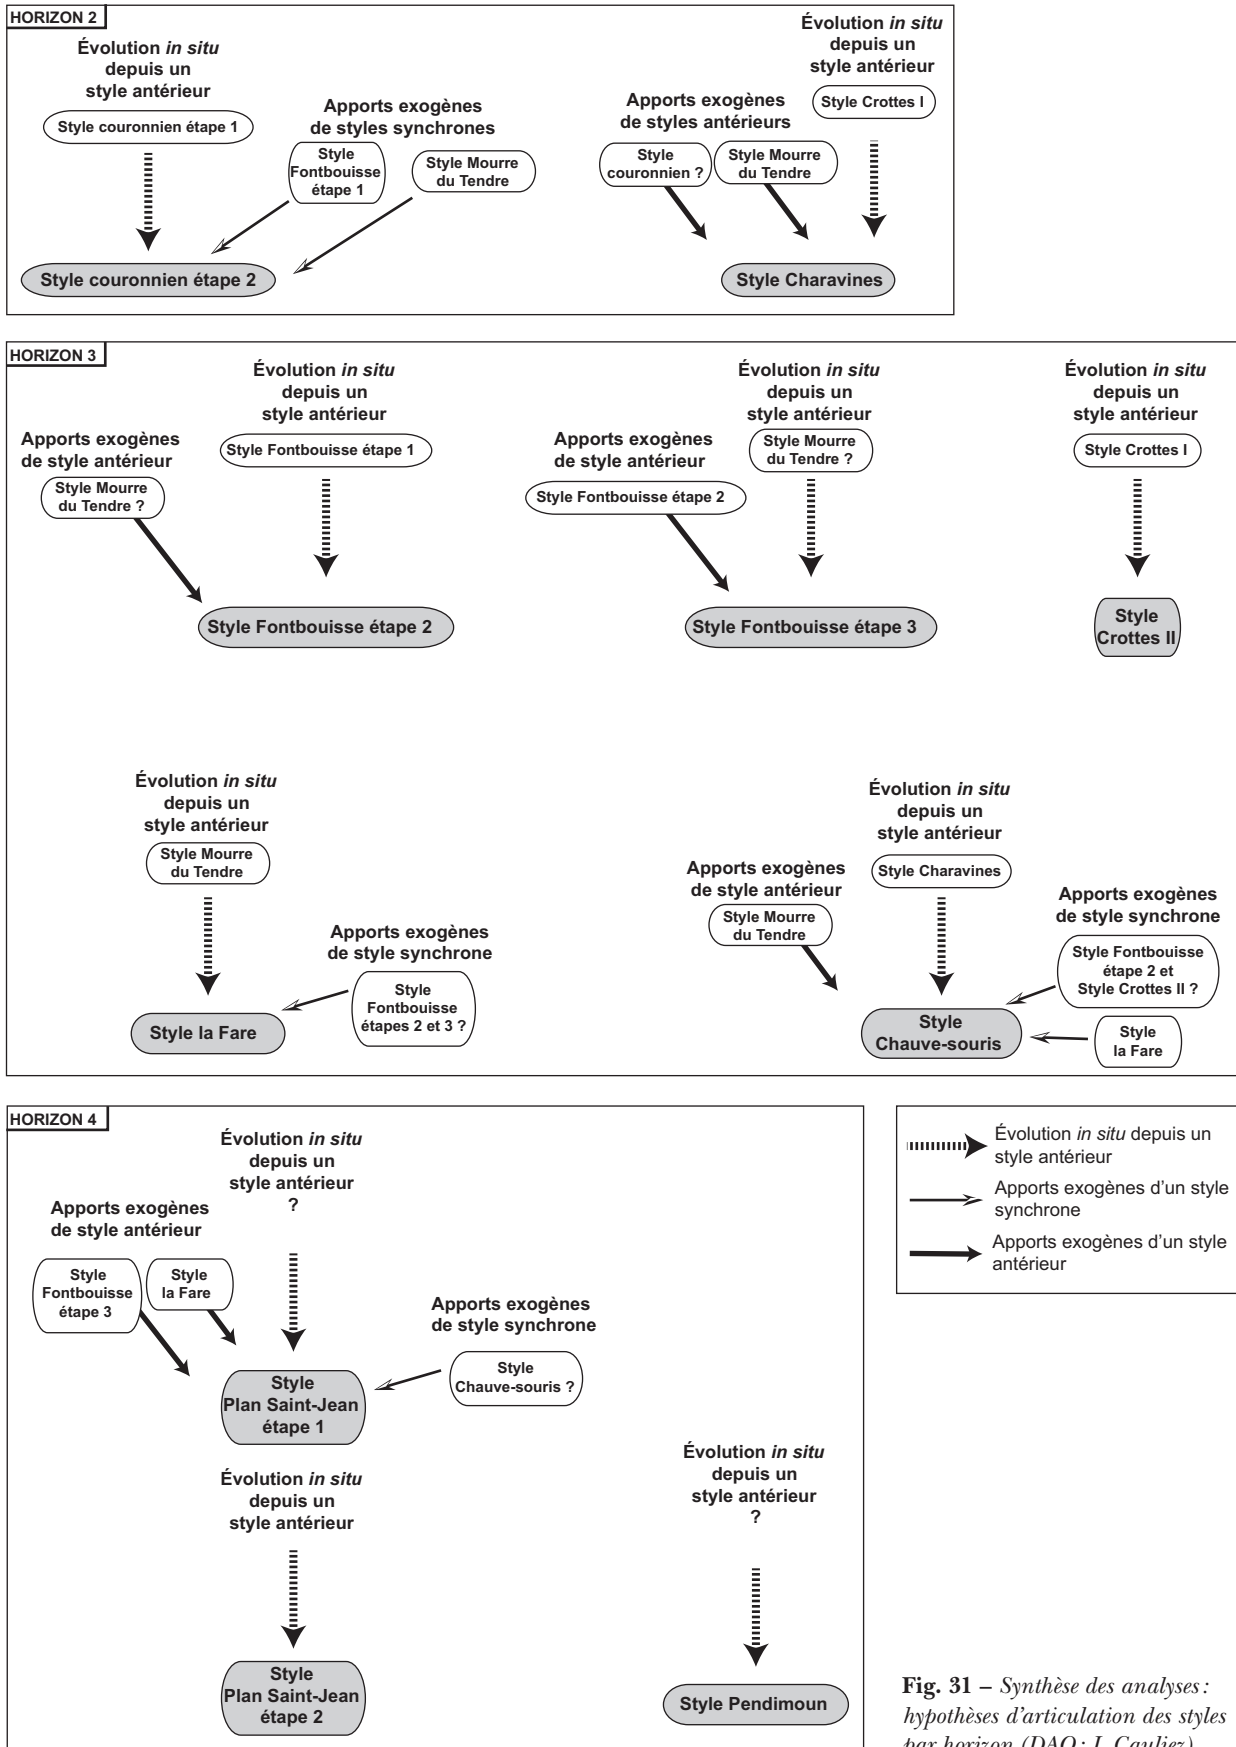 HORIZON 2
Évolution in situ
depuis un
style antérieur
Style couronnien étape 1
Apports exogènes
de styles synchrones
Style
Fontbouisse
étape 1
Style Mourre
du Tendre
Style couronnien étape 2
Apports exogènes
de styles antérieurs
Style
couronnien ?
Style Mourre
du Tendre
Évolution in situ
depuis un
style antérieur
Style Crottes I
Style Charavines
HORIZON 3
Apports exogènes
de style antérieur
Style Mourre
du Tendre ?
Évolution in situ
depuis un
style antérieur
Style Fontbouisse étape 1
Style Fontbouisse étape 2
Apports exogènes
de style antérieur
Style Fontbouisse étape 2
Évolution in situ
depuis un
style antérieur
Style Mourre
du Tendre ?
Style Fontbouisse étape 3
Évolution in situ
depuis un
style antérieur
Style Crottes I
Style
Crottes II
Évolution in situ
depuis un
style antérieur
Style Mourre
du Tendre
Apports exogènes
de style synchrone
Style
Fontbouisse
étapes 2 et 3 ?
Style la Fare
Apports exogènes
de style antérieur
Style Mourre
du Tendre
Évolution in situ
depuis un
style antérieur
Style Charavines
Apports exogènes
de style synchrone
Style Fontbouisse
étape 2 et
Style Crottes II ?
Style
la Fare
Style
Chauve-souris
HORIZON 4
Apports exogènes
de style antérieur
Style
Fontbouisse
étape 3
Style
la Fare
Évolution in situ
depuis un
style antérieur
?
Apports exogènes
de style synchrone
Style
Chauve-souris ?
Style
Plan Saint-Jean
étape 1
Évolution in situ
depuis un
style antérieur
Style
Plan Saint-Jean
étape 2
Évolution in situ
depuis un
style antérieur
?
Style Pendimoun
Évolution in situ depuis un
style antérieur
Apports exogènes d'un style
synchrone
Apports exogènes d'un style
antérieur
Fig. 31 – Synthèse des analyses :
hypothèses d'articulation des styles
par horizon (DAO : J. Cauliez)